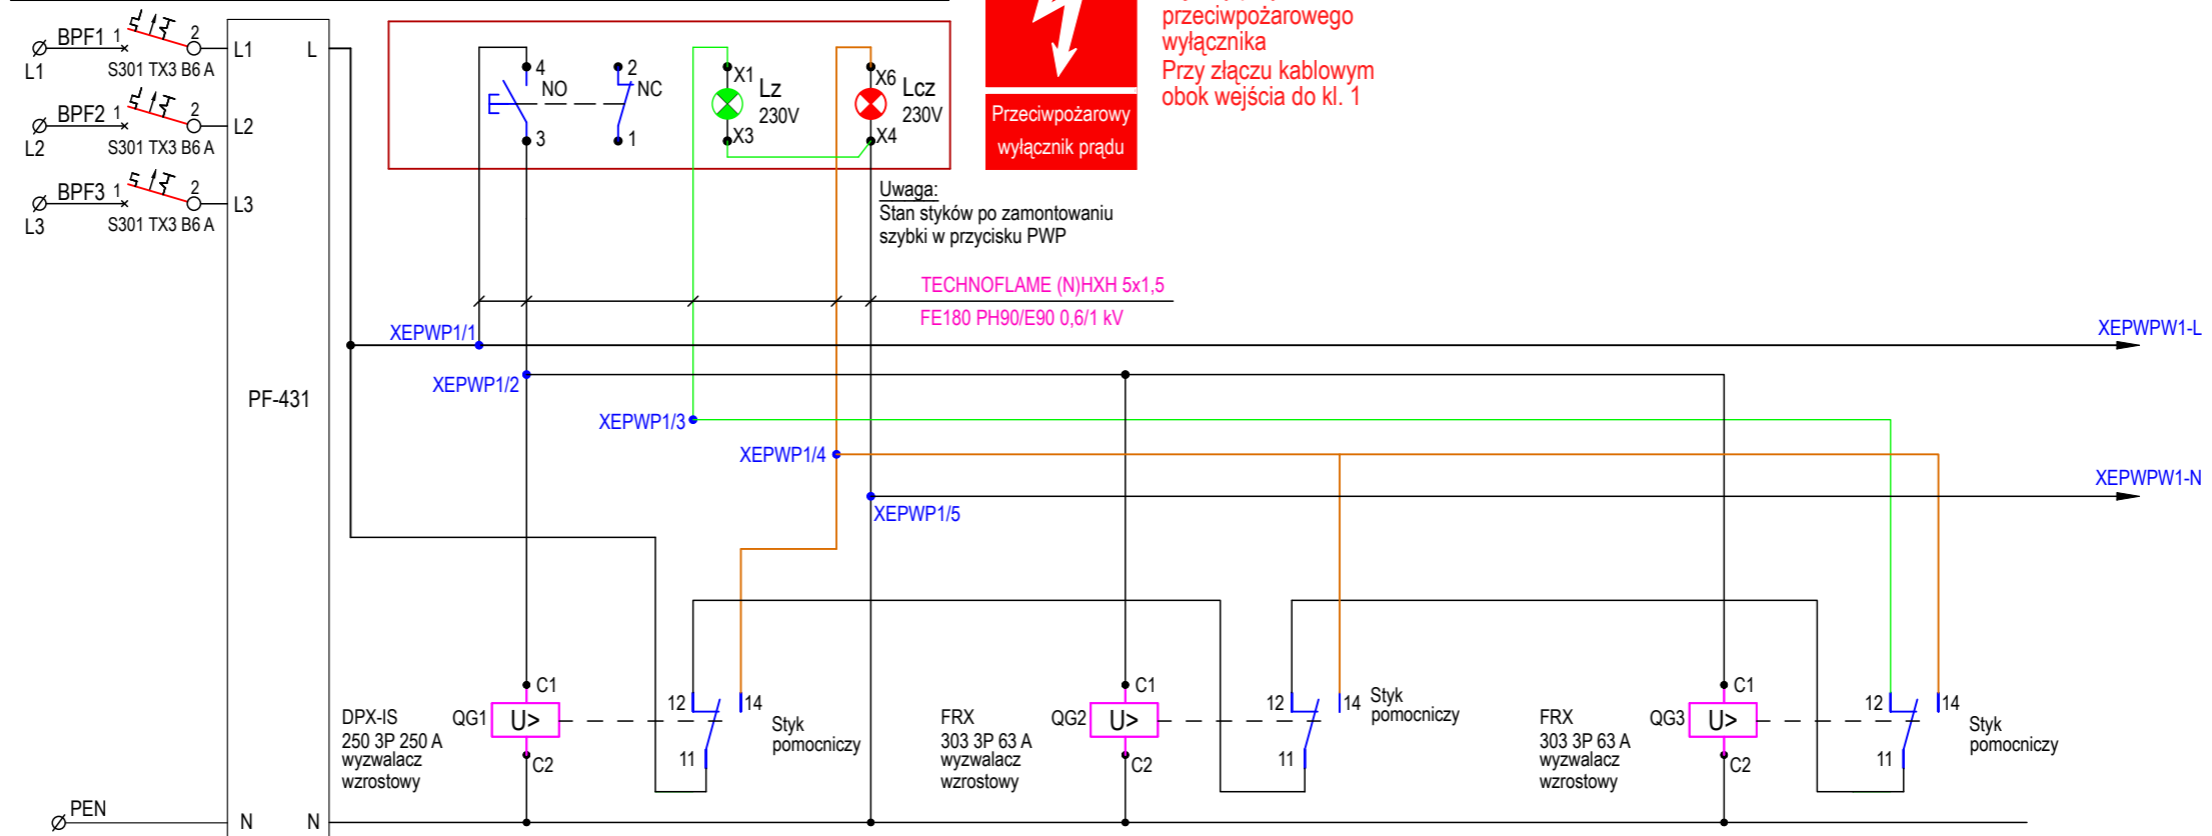 przeciwpożarowego
wyłącznika
Przy złączu kablowym
obok wejścia do kl. 1
Przeciwpożarowy
wyłącznik prądu
BPF1 1 2 L1 L
L1 S301 TX3 B6 A
BPF2 1 2 L2
L2 S301 TX3 B6 A
BPF3 1 2 L3
L3 S301 TX3 B6 A
4 NO 3
2 NC 1
X1 Lz
230V
X3
X6 Lcz
230V
X4
Uwaga:
Stan styków po zamontowaniu
szybki w przycisku PWP
TECHNOFLAME (N)HXH 5x1,5
FE180 PH90/E90 0,6/1 kV
XEPWP1/1
XEPWPW1-L
XEPWP1/2
PF-431
XEPWP1/3
XEPWP1/4
XEPWPW1-N
XEPWP1/5
DPX-IS
250 3P 250 A
wyzwalacz
wzrostowy
QG1 U>
C1
C2
12 14
11
Styk
pomocniczy
FRX
303 3P 63 A
wyzwalacz
wzrostowy
QG2 U>
C1
C2
12 14
11
Styk
pomocniczy
FRX
303 3P 63 A
wyzwalacz
wzrostowy
QG3 U>
C1
C2
12 14
11
Styk
pomocniczy
PEN N N